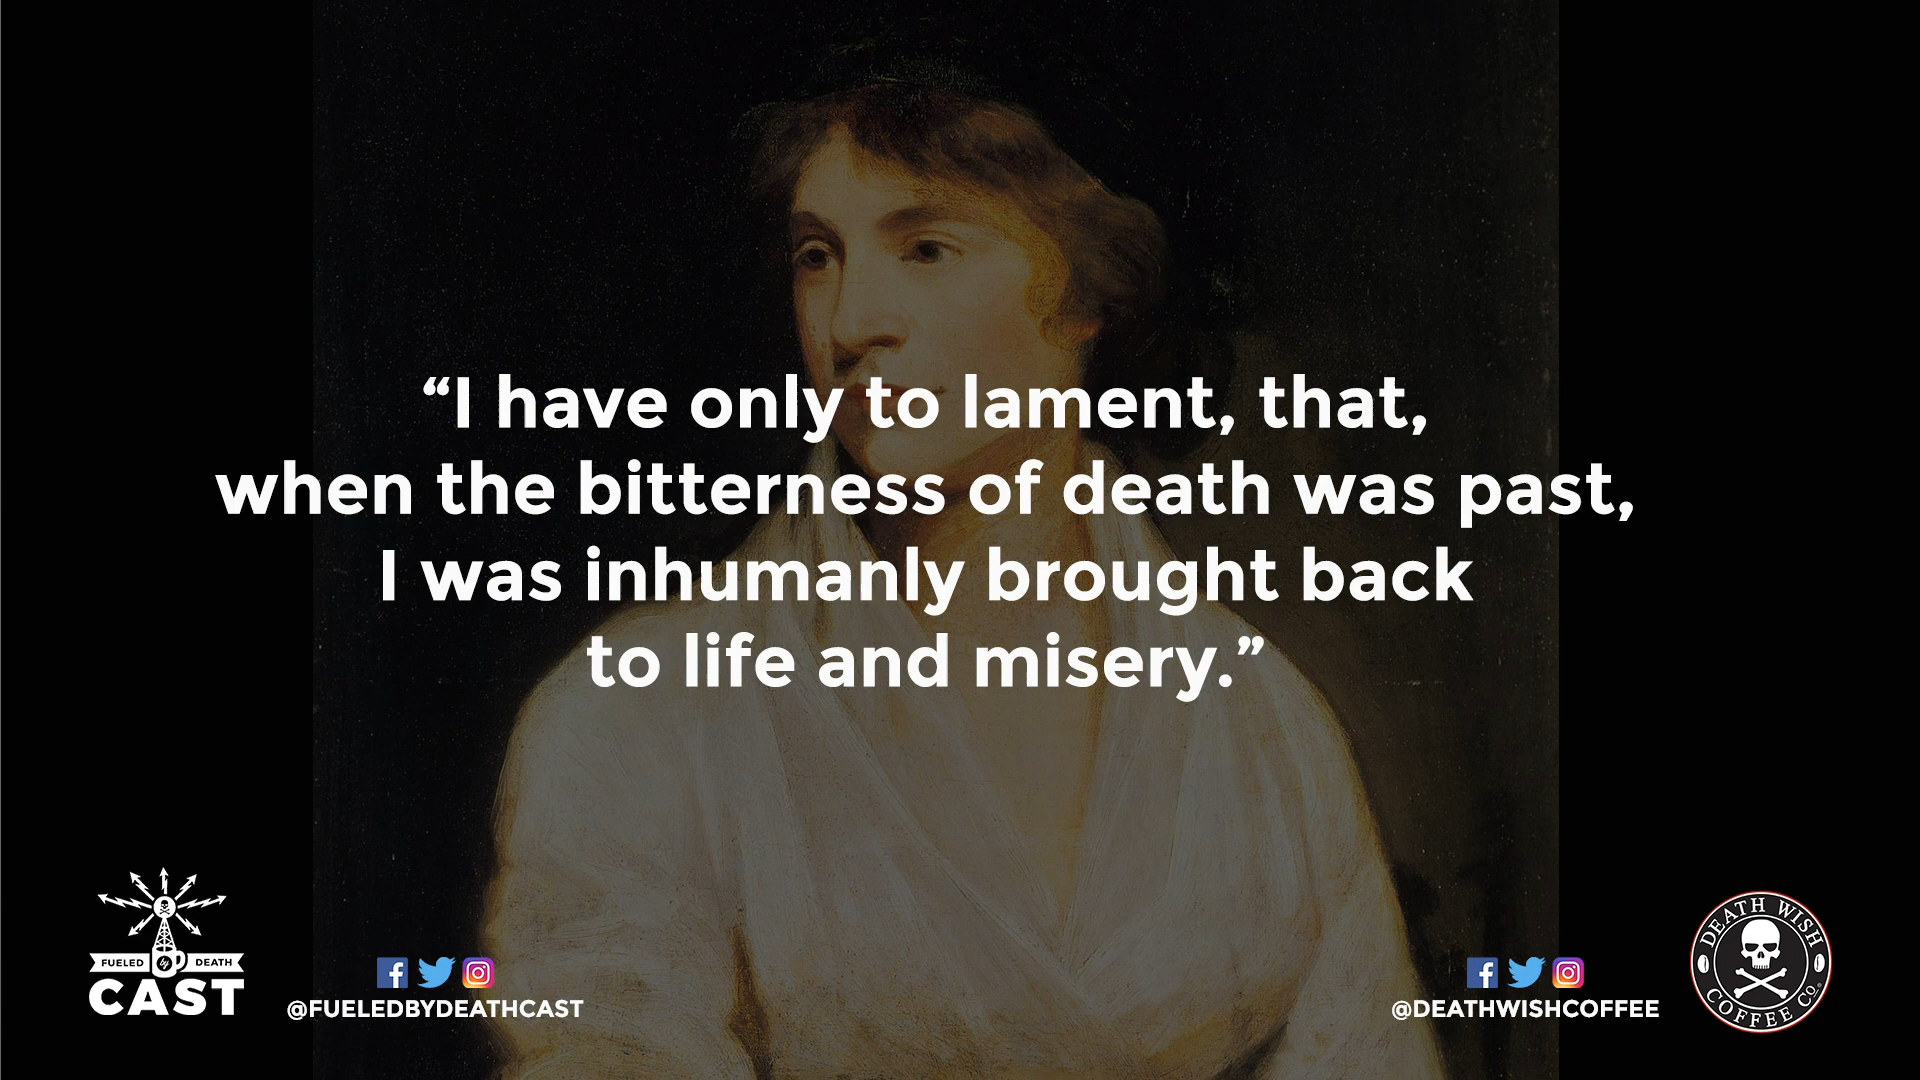 “I have only to lament, that,
when the bitterness of death was past,
I was inhumanly brought back
to life and misery.”
FUELED by DEATH
CAST
@FUELEDBYDEATHCAST
@DEATHWISHCOFFEE
DEATH WISH
COFFEE CO.